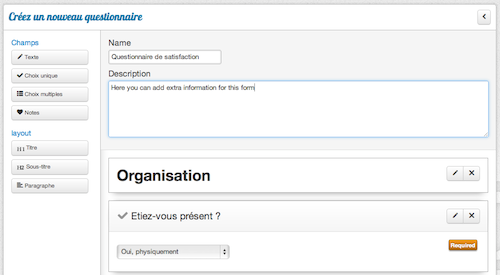 Créez un nouveau questionnaire
Champs
Texte
Choix unique
Choix multiples
Notes
layout
H1 Titre
H2 Sous-titre
Paragraphe
Name
Questionnaire de satisfaction
Description
Here you can add extra information for this form
Organisation
Etiez-vous présent ?
Oui, physiquement
Required